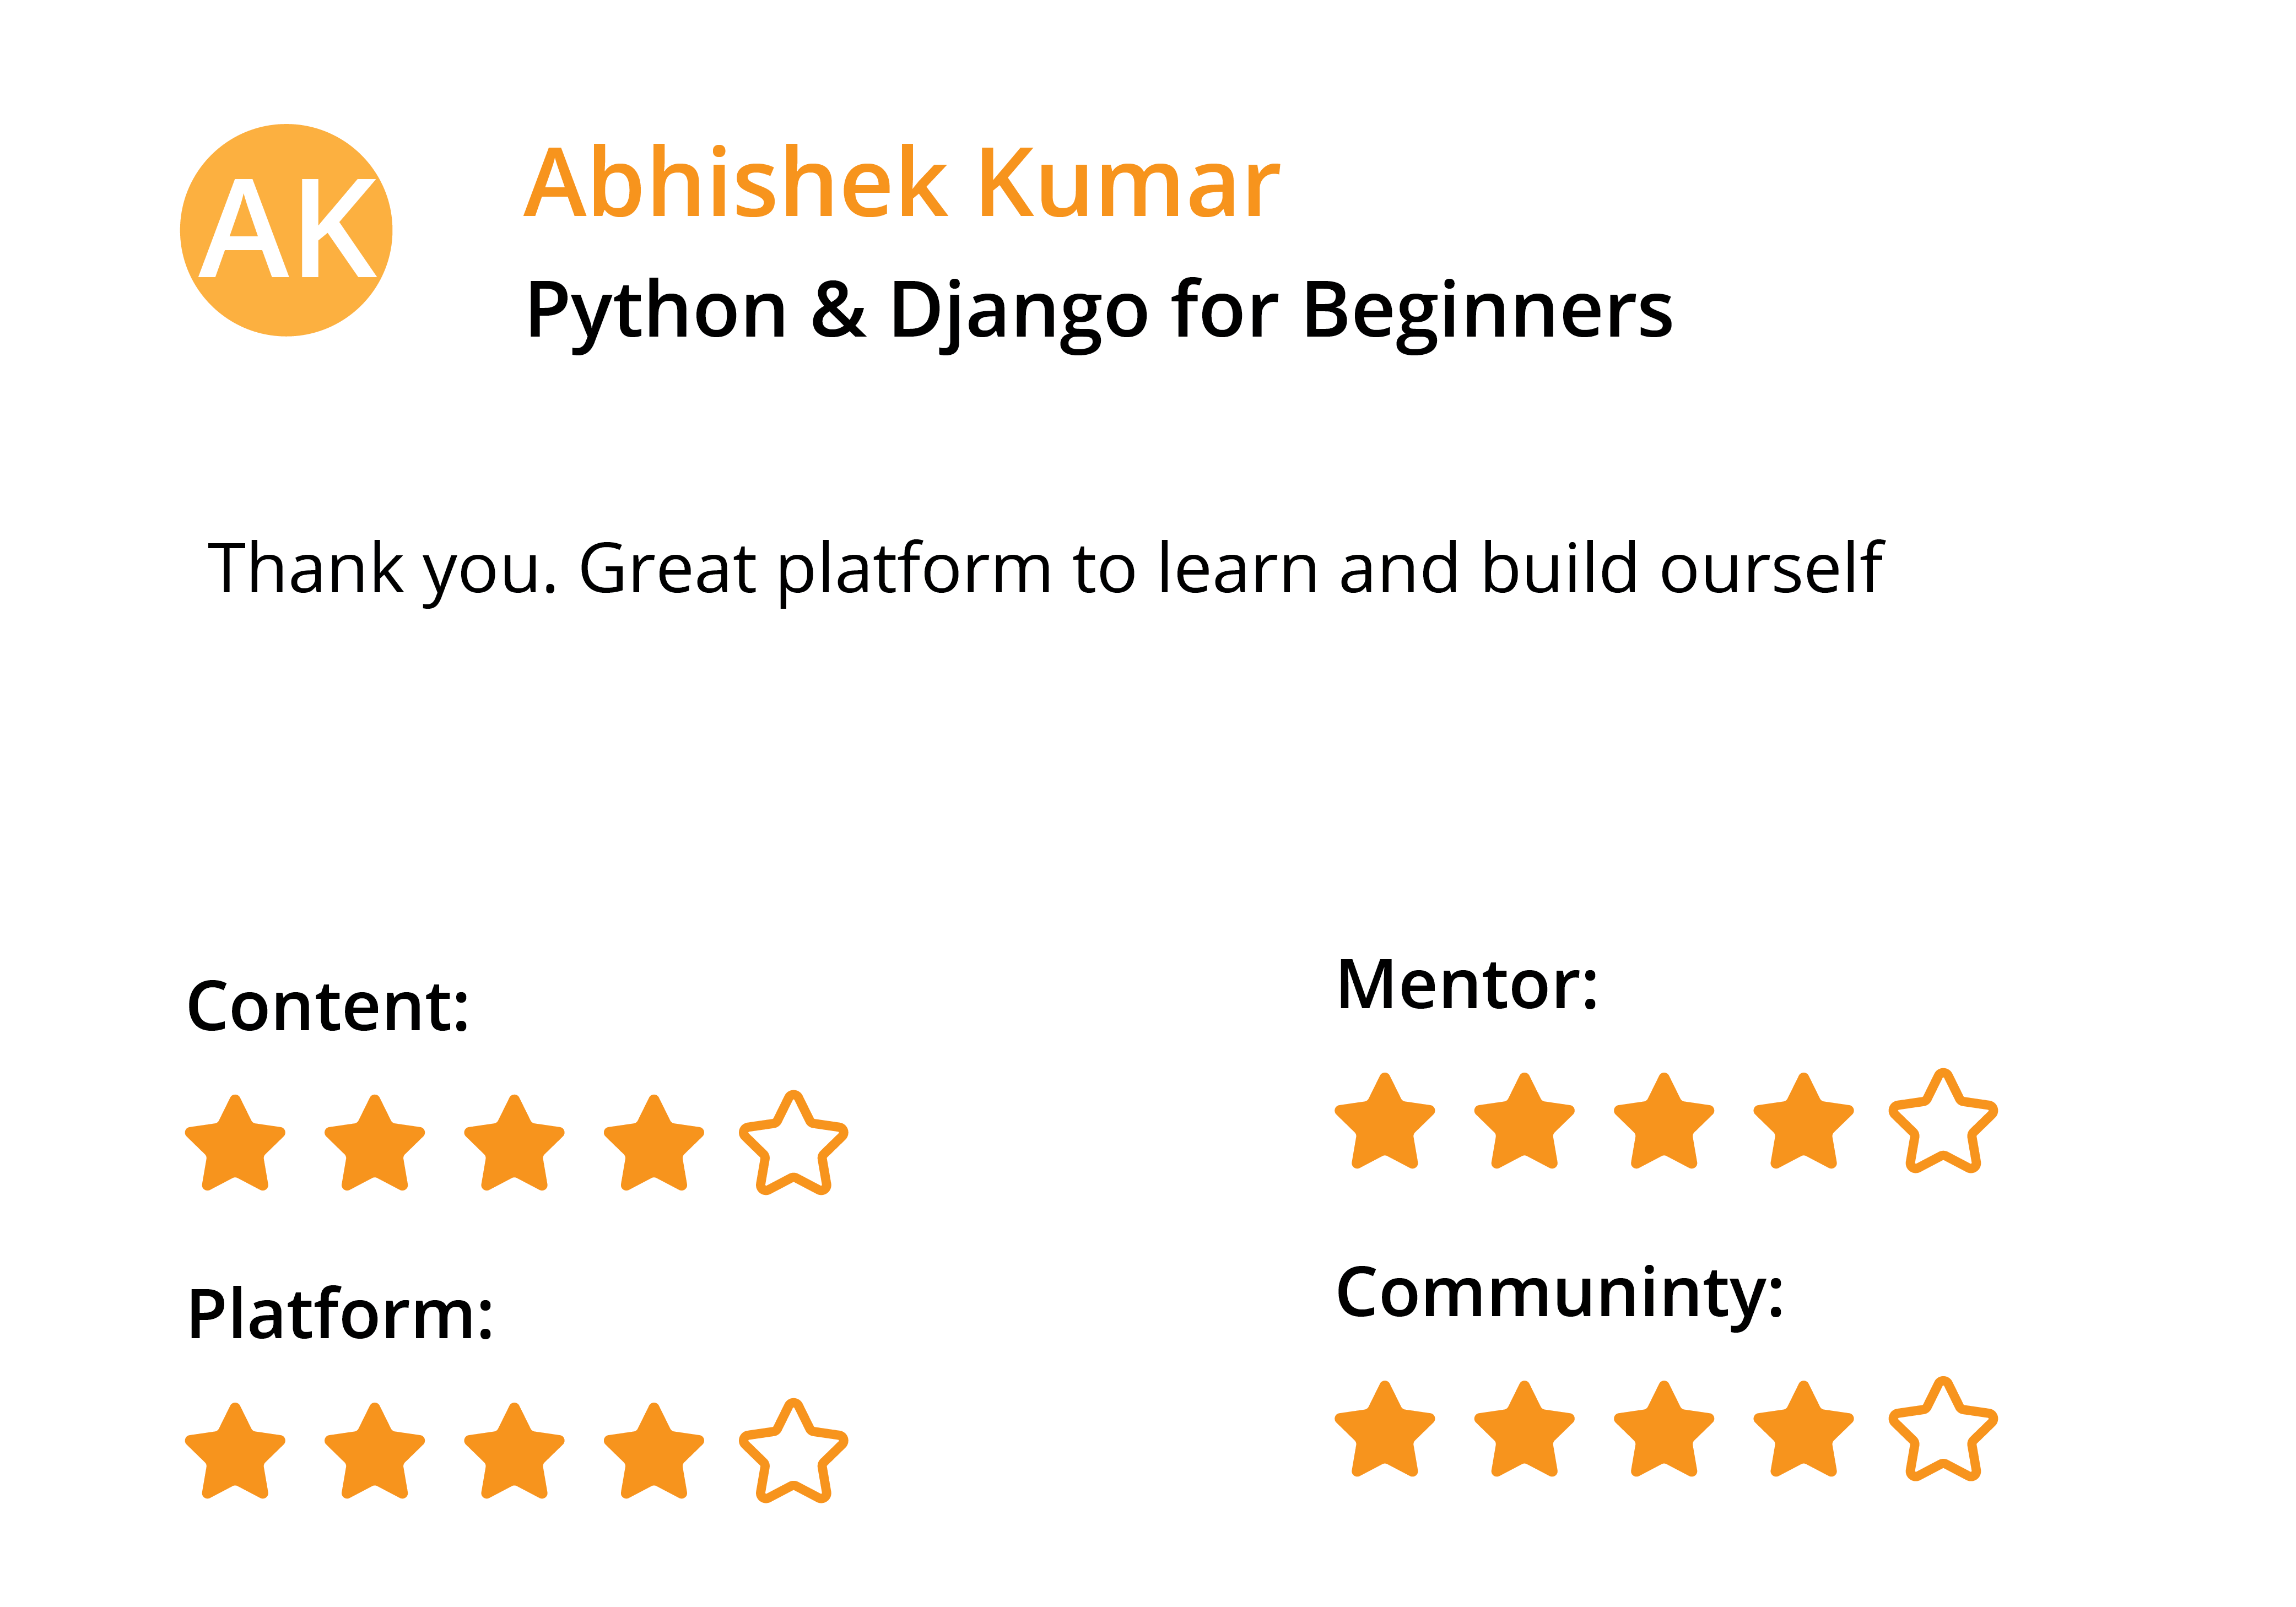 AK
Abhishek Kumar
Python & Django for Beginners
Thank you. Great platform to learn and build ourself
Content:
Mentor:
Platform:
Communinty: